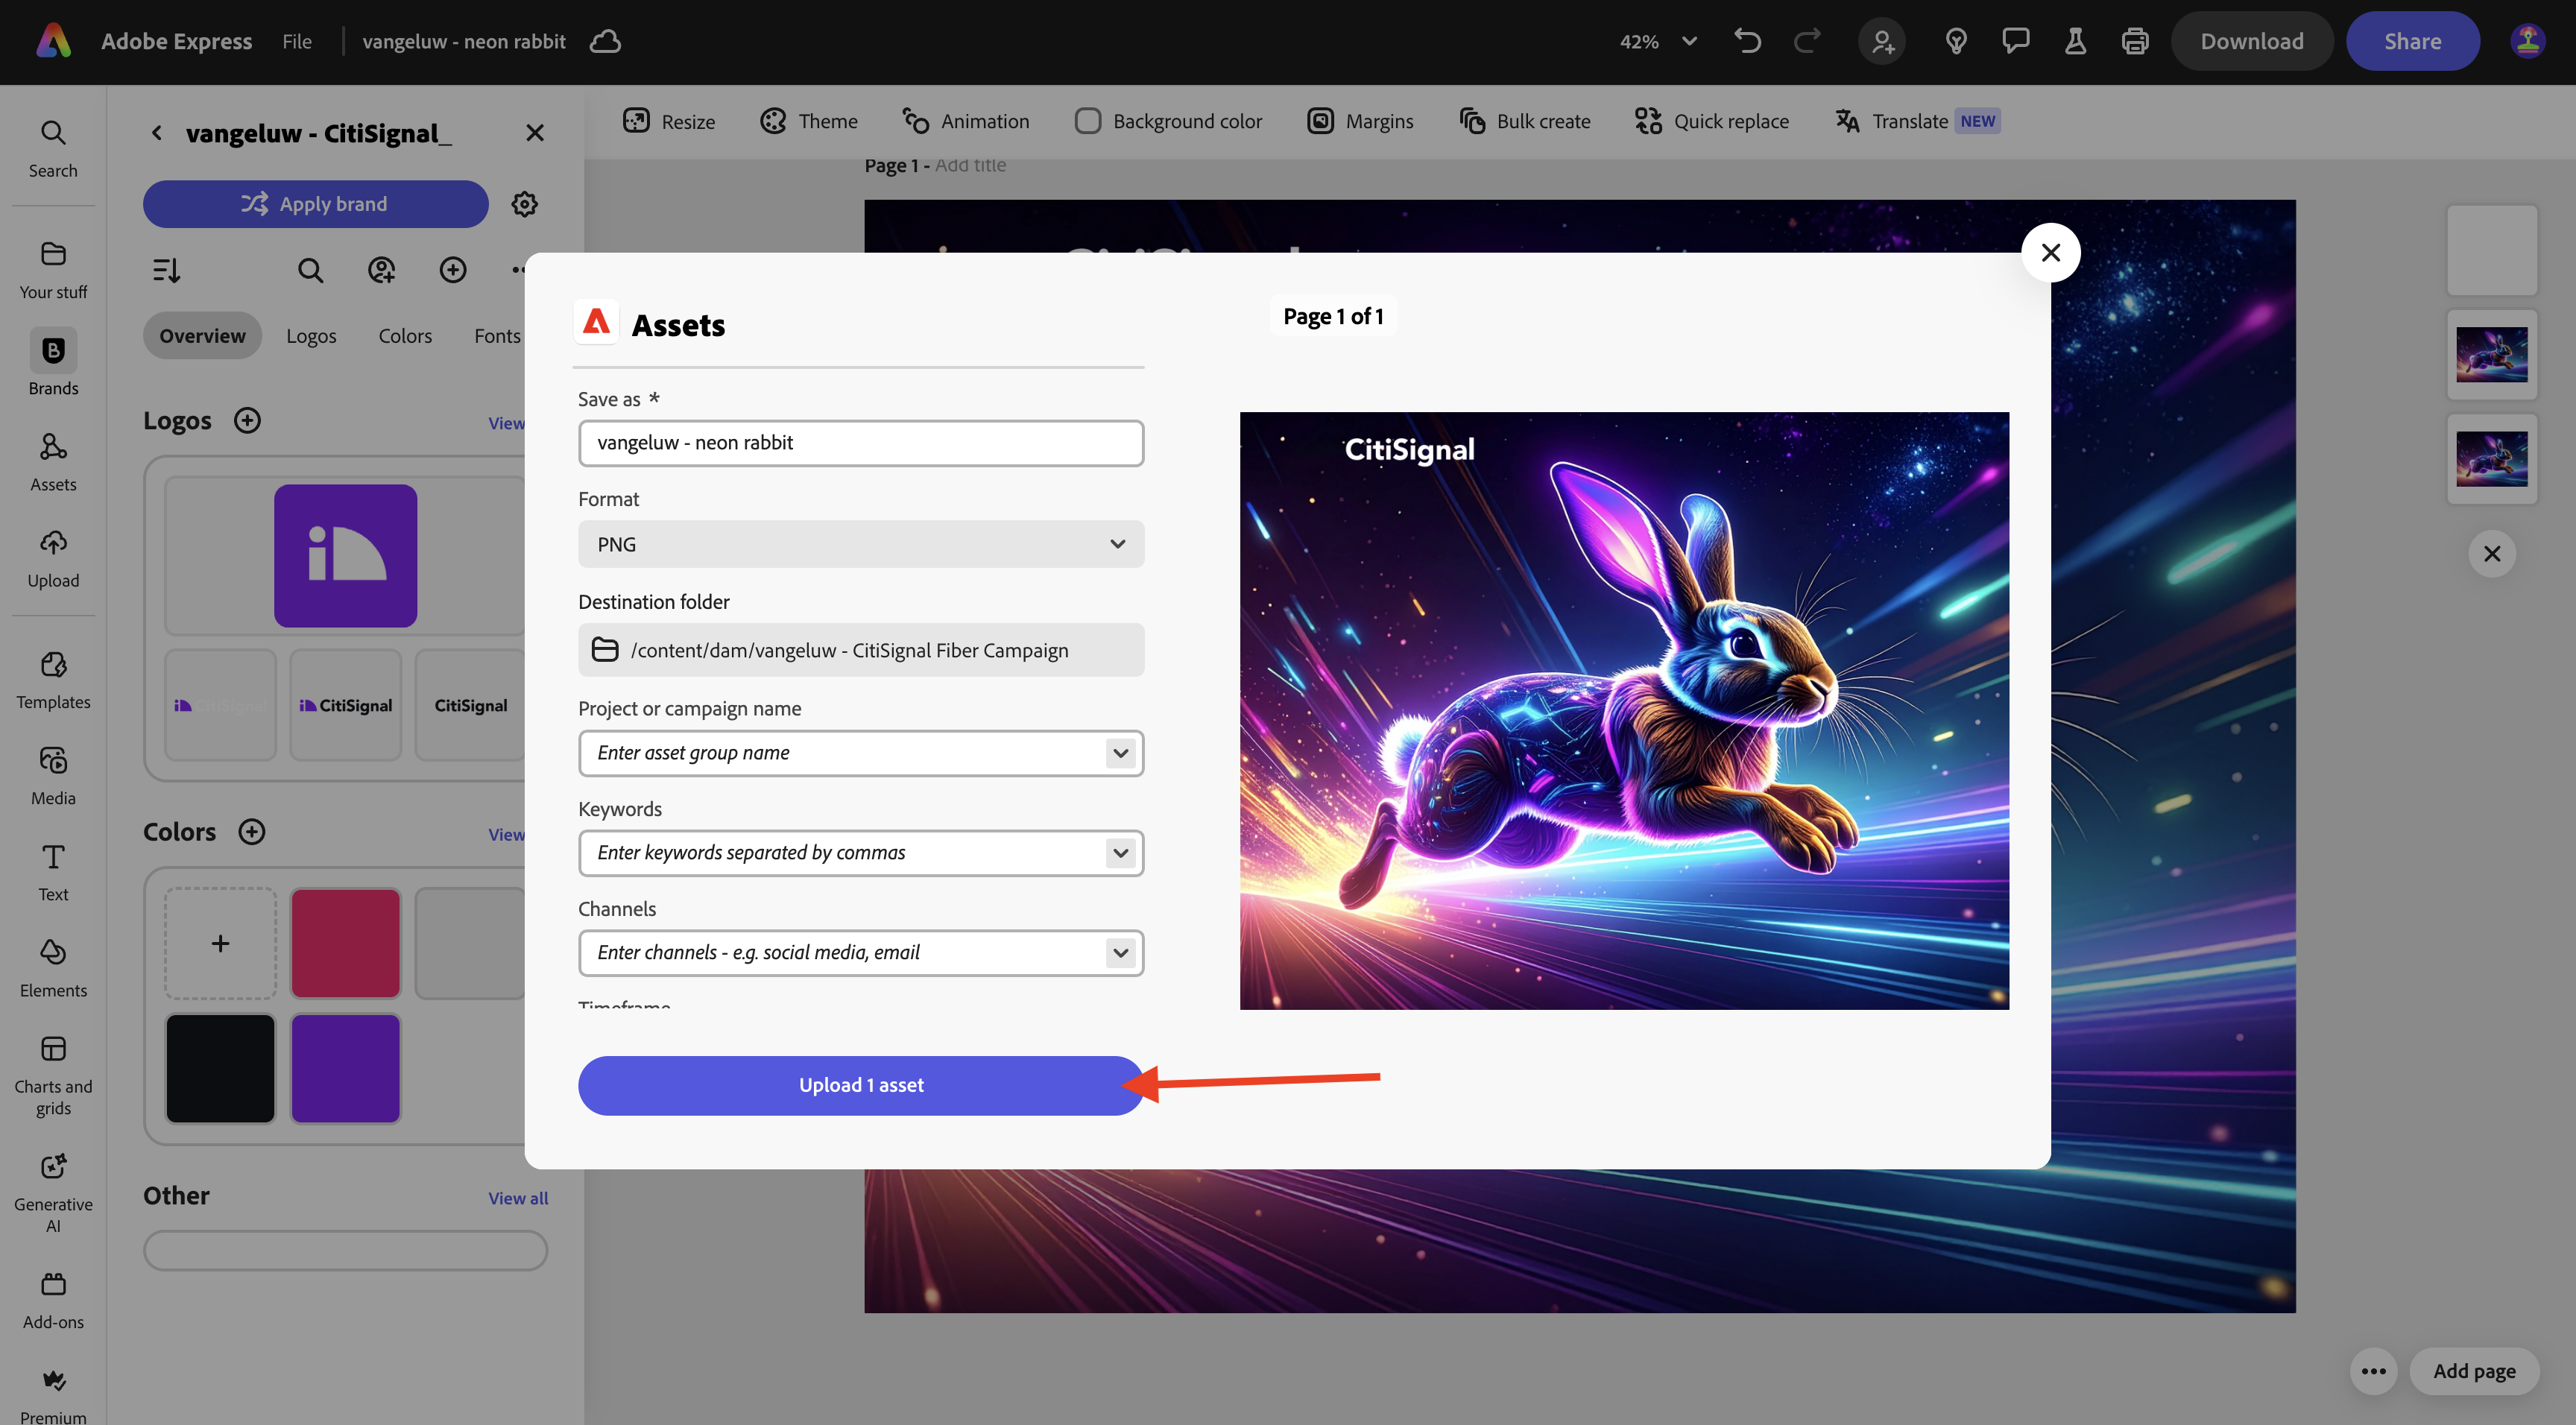 Adobe Express
File
vangeluw - neon rabbit
42%
Download
Share
Search
Your stuff
Brands
Assets
Upload
Templates
Media
Text
Elements
Charts and
grids
Generative
AI
Add-ons
Premium
vangeluw - CitiSignal_
Apply brand
Overview
Logos
Colors
Fonts
Logos
View
CitiSignal
CitiSignal
CitiSignal
Colors
View
Other
View all
Resize
Theme
Animation
Background color
Margins
Bulk create
Quick replace
Translate NEW
Page 1 - Add title
Assets
Save as *
vangeluw - neon rabbit
Format
PNG
Destination folder
/content/dam/vangeluw - CitiSignal Fiber Campaign
Project or campaign name
Enter asset group name
Keywords
Enter keywords separated by commas
Channels
Enter channels - e.g. social media, email
Timeframe
Upload 1 asset
Page 1 of 1
CitiSignal
Add page